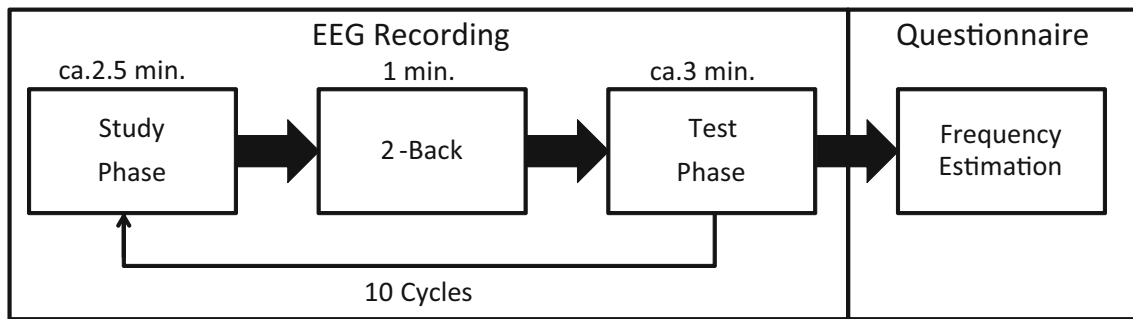 EEG Recording
Questionnaire
ca.2.5 min.
1 min.
ca.3 min.
Study
Phase
2-Back
Test
Phase
Frequency
Estimation
10 Cycles